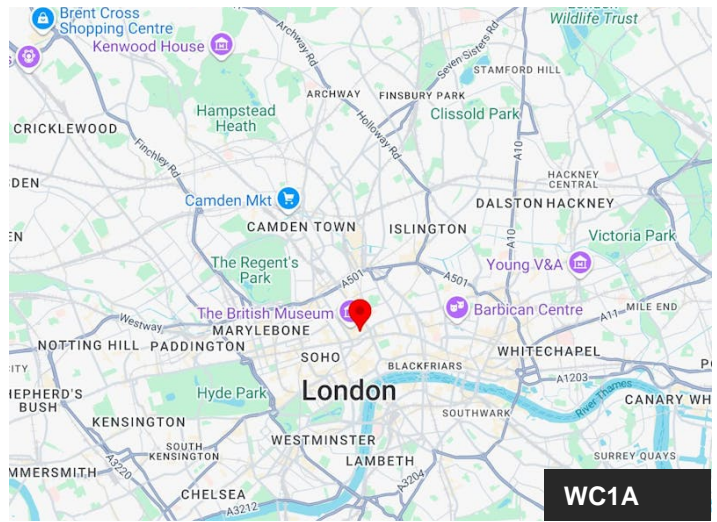 Brent Cross
Shopping Centre
Kenwood House
Wildlife Trust
Archway Rd
Seven Sisters Rd
STAMFORD HILL
ARCHWAY
FINSBURY PARK
Hampstead
Heath
Clissold Park
Holloway Rd
CRICKLEWOOD
Finchley Rd
A10
HACKNEY
CENTRAL
Camden Mkt
DALSTON
HACKNEY
CAMDEN TOWN
ISLINGTON
A10
Victoria Park
The Regent's
Park
A501
A501
Young V&A
The British Museum
Barbican Centre
MILE END
A11
Westway
MARYLEBONE
NOTTING HILL
PADDINGTON
SOHO
WHITECHAPEL
BLACKFRIARS
A1203
Hyde Park
London
River Thames
CANARY WH
SHEPHERD'S
BUSH
KENSINGTON
SOUTHWARK
WESTMINSTER
SOUTH
KENSINGTON
LAMBETH
SURREY QUAYS
MMERSMITH
A3220
A3204
CHELSEA
A3212
WC1A